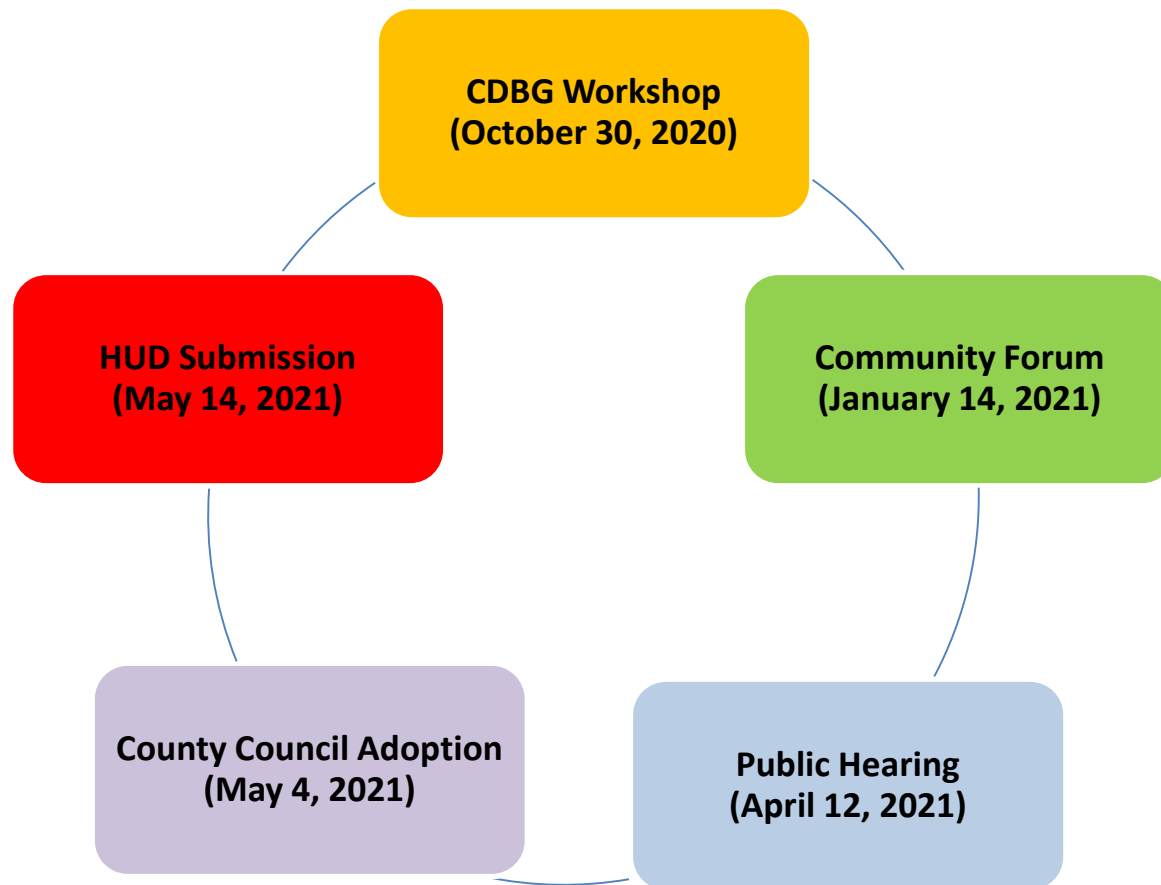 CDBG Workshop
(October 30, 2020)
Community Forum
(January 14, 2021)
Public Hearing
(April 12, 2021)
County Council Adoption
(May 4, 2021)
HUD Submission
(May 14, 2021)